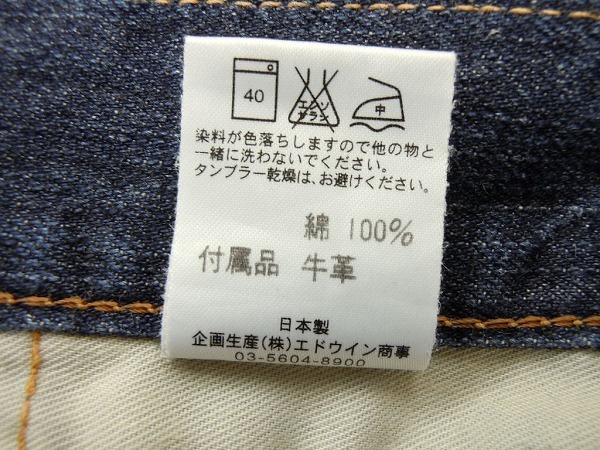 40
エンソ
サラシ
中
染料が色落ちしますので他の物と
一緒に洗わないでください。
タンブラー乾燥は、お避けください。
綿 100%
付属品 牛革
日本製
企画生産(株)エドウイン商事
03-5604-8900